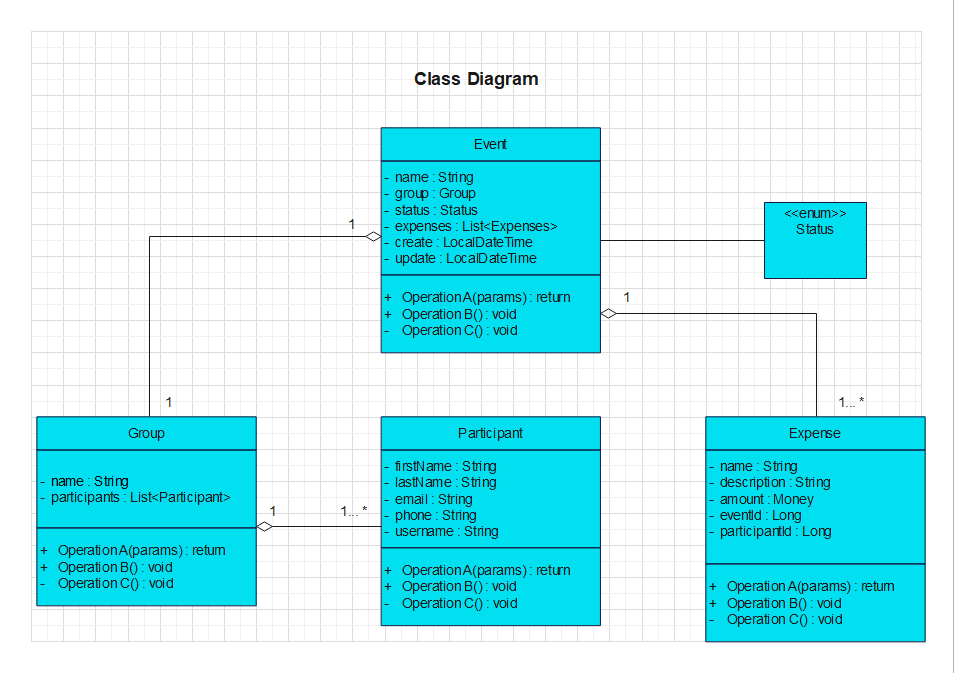 Class Diagram
Event
- name : String
- group : Group
- status : Status
- expenses : List<Expenses>
- create : LocalDateTime
- update : LocalDateTime
+ Operation A(params) : return
+ Operation B() : void
- Operation C() : void
<<enum>>
Status
1
1
1
1... *
Group
- name : String
- participants : List<Participant>
+ Operation A(params) : return
+ Operation B() : void
- Operation C() : void
1
1... *
Participant
- firstName : String
- lastName : String
- email : String
- phone : String
- username : String
+ Operation A(params) : return
+ Operation B() : void
- Operation C() : void
Expense
- name : String
- description : String
- amount : Money
- eventId : Long
- participantId : Long
+ Operation A(params) : return
+ Operation B() : void
- Operation C() : void